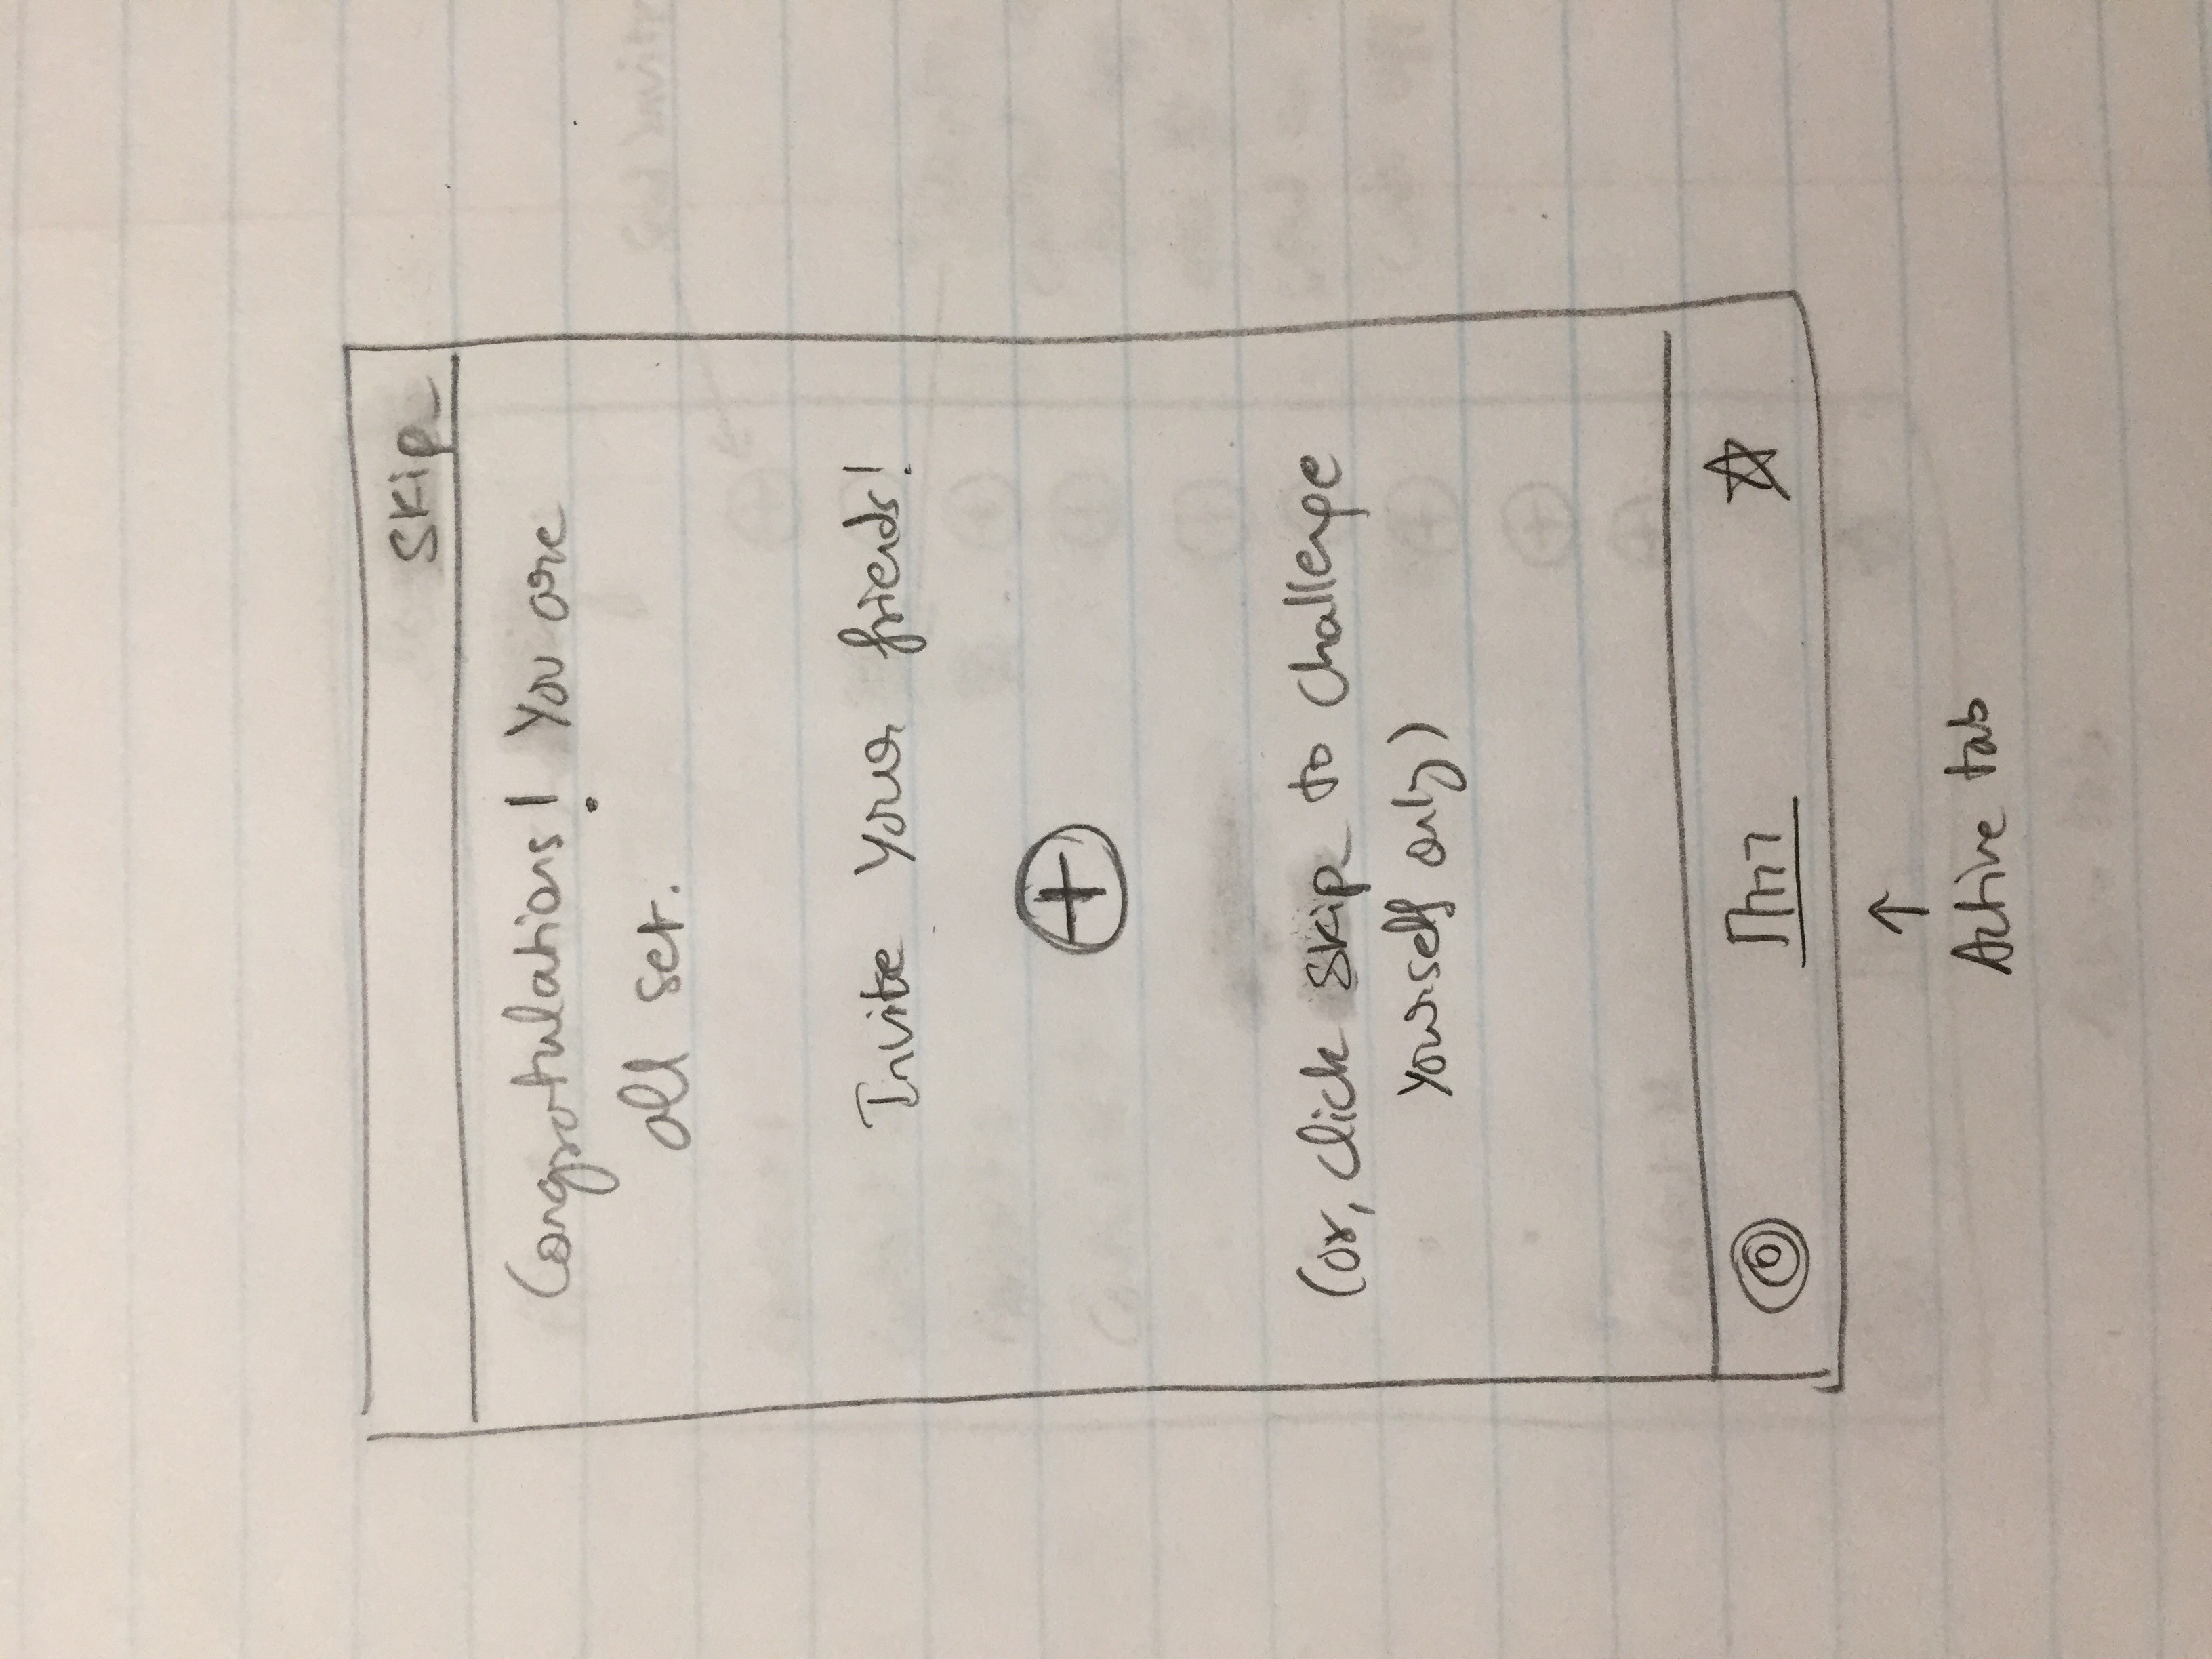 Skip
Congratulations! You are
all set.
Invite your friends!
(or, click skip to challenge
yourself only)
Active tab